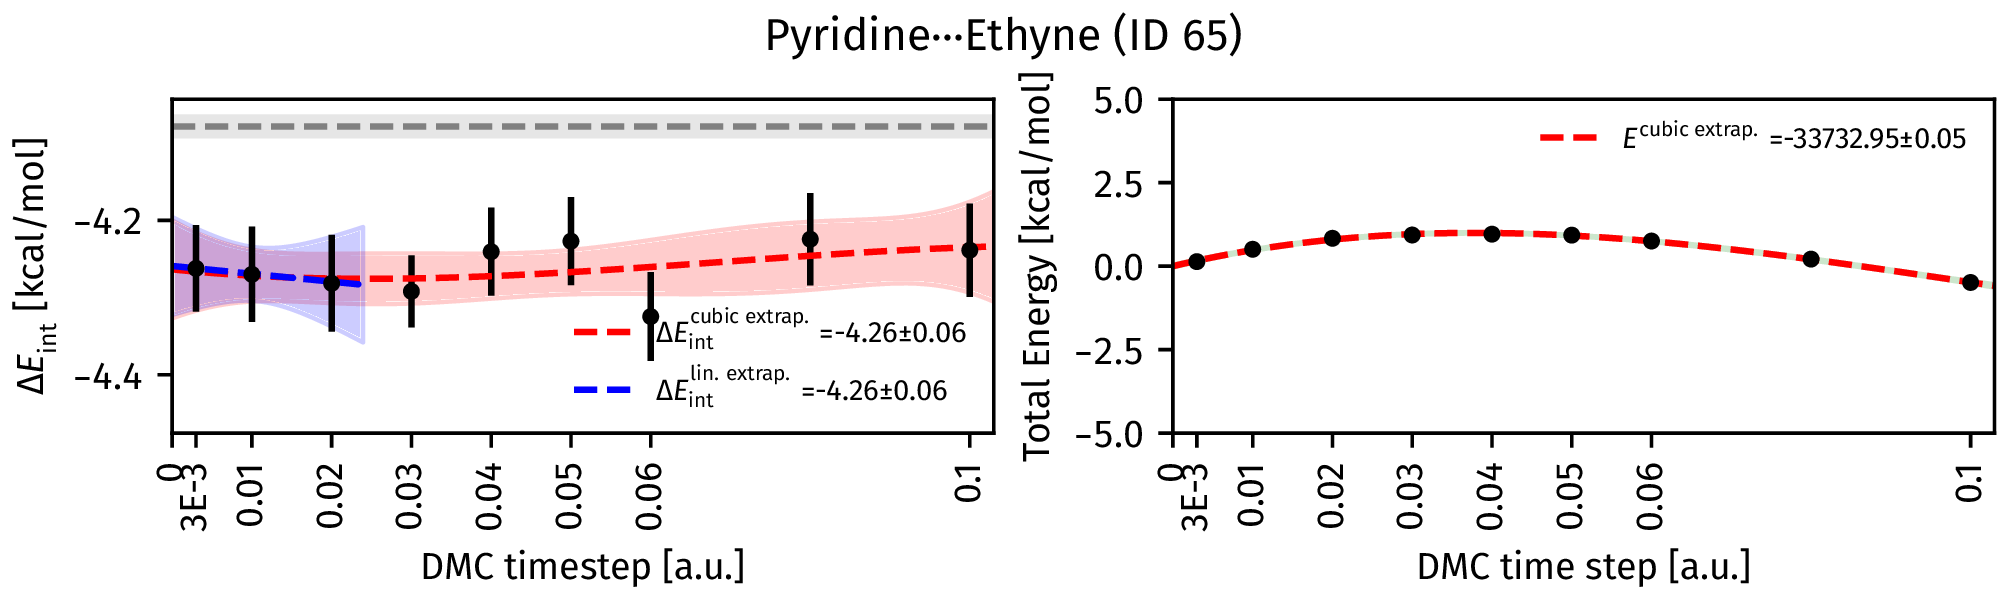 Pyridine···Ethyne (ID 65)
ΔE_int [kcal/mol]
−4.2
−4.4
ΔE_int^cubic extrap. =-4.26±0.06
ΔE_int^lin. extrap. =-4.26±0.06
0
3E-3
0.01
0.02
0.03
0.04
0.05
0.06
0.1
DMC timestep [a.u.]
Total Energy [kcal/mol]
5.0
2.5
0.0
−2.5
−5.0
E^cubic extrap. =-33732.95±0.05
0
3E-3
0.01
0.02
0.03
0.04
0.05
0.06
0.1
DMC time step [a.u.]